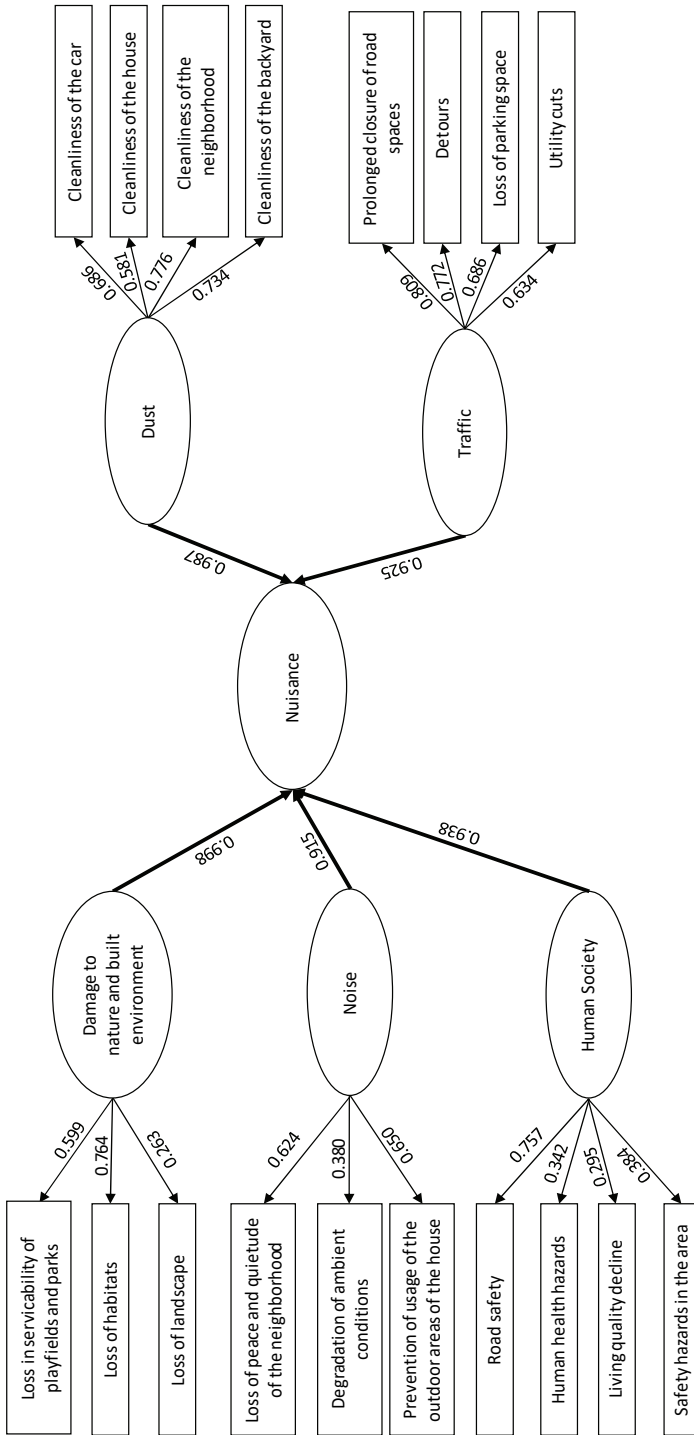 Loss in servicability of
playfields and parks
Loss of habitats
Loss of landscape
0.599
0.764
0.263
Damage to
nature and built
environment
0.998
Loss of peace and quietude
of the neighborhood
Degradation of ambient
conditions
Prevention of usage of the
outdoor areas of the house
0.624
0.380
0.650
Noise
0.915
Road safety
Human health hazards
Living quality decline
Safety hazards in the area
0.757
0.342
0.295
0.384
Human Society
0.938
Nuisance
0.987
Dust
0.686
0.581
0.776
0.734
Cleanliness of the car
Cleanliness of the house
Cleanliness of the
neighborhood
Cleanliness of the backyard
0.925
Traffic
0.809
0.772
0.686
0.634
Prolonged closure of road
spaces
Detours
Loss of parking space
Utility cuts